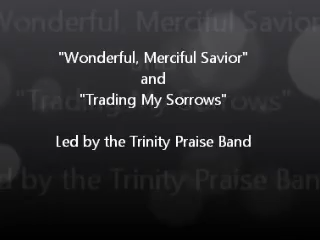 "Wonderful, Merciful Savior"
and
"Trading My Sorrows"
Led by the Trinity Praise Band